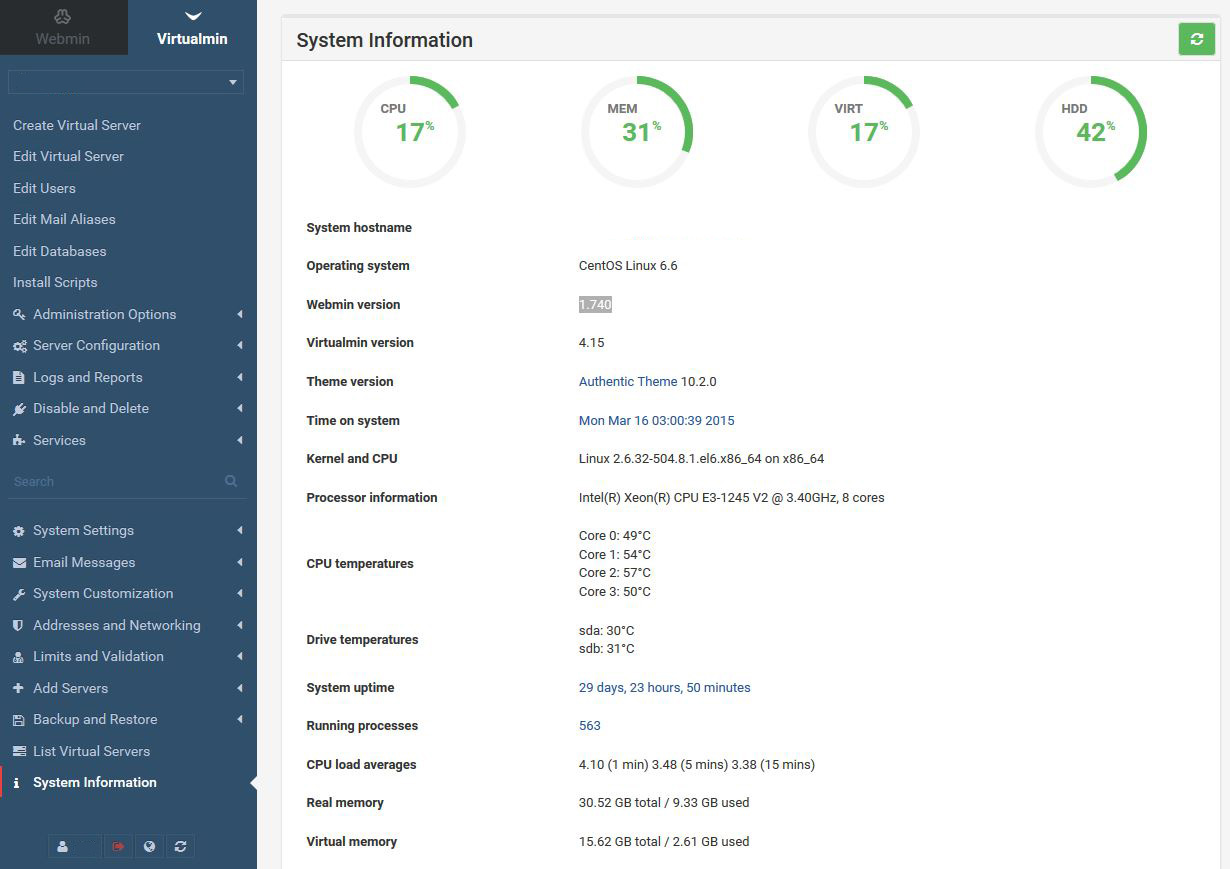 Webmin
Virtualmin
Create Virtual Server
Edit Virtual Server
Edit Users
Edit Mail Aliases
Edit Databases
Install Scripts
Administration Options
Server Configuration
Logs and Reports
Disable and Delete
Services
Search
System Settings
Email Messages
System Customization
Addresses and Networking
Limits and Validation
Add Servers
Backup and Restore
List Virtual Servers
System Information
System Information
CPU 17%
MEM 31%
VIRT 17%
HDD 42%
System hostname
Operating system CentOS Linux 6.6
Webmin version 1.740
Virtualmin version 4.15
Theme version Authentic Theme 10.2.0
Time on system Mon Mar 16 03:00:39 2015
Kernel and CPU Linux 2.6.32-504.8.1.el6.x86_64 on x86_64
Processor information Intel(R) Xeon(R) CPU E3-1245 V2 @ 3.40GHz, 8 cores
CPU temperatures
Core 0: 49°C
Core 1: 54°C
Core 2: 57°C
Core 3: 50°C
Drive temperatures
sda: 30°C
sdb: 31°C
System uptime 29 days, 23 hours, 50 minutes
Running processes 563
CPU load averages 4.10 (1 min) 3.48 (5 mins) 3.38 (15 mins)
Real memory 30.52 GB total / 9.33 GB used
Virtual memory 15.62 GB total / 2.61 GB used